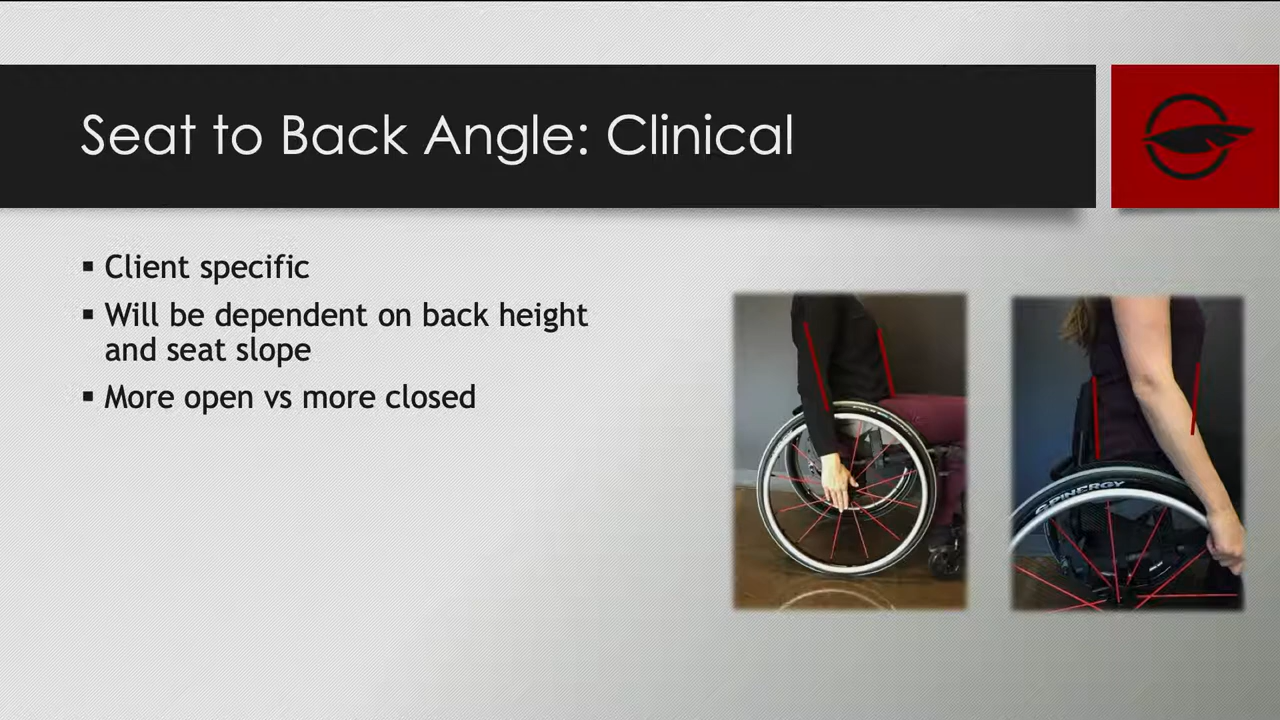 Seat to Back Angle: Clinical
▪ Client specific
▪ Will be dependent on back height
and seat slope
▪ More open vs more closed
SPINERGY